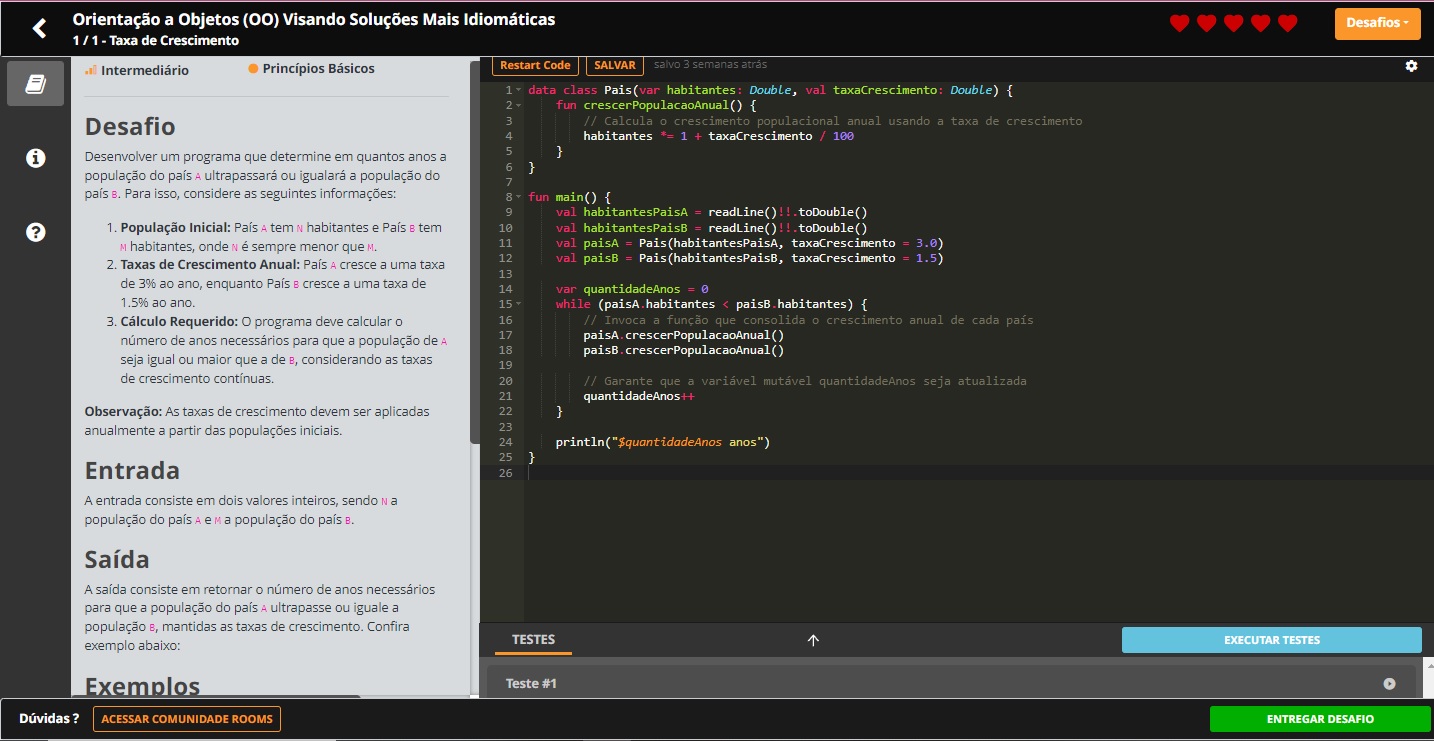 Orientação a Objetos (OO) Visando Soluções Mais Idiomáticas
1 / 1 - Taxa de Crescimento
Desafios
Intermediário
Princípios Básicos
Desafio
Desenvolver um programa que determine em quantos anos a
população do país A ultrapassará ou igualará a população do
país B. Para isso, considere as seguintes informações:
1. População Inicial: País A tem N habitantes e País B tem
M habitantes, onde N é sempre menor que M.
2. Taxas de Crescimento Anual: País A cresce a uma taxa
de 3% ao ano, enquanto País B cresce a uma taxa de
1.5% ao ano.
3. Cálculo Requerido: O programa deve calcular o
número de anos necessários para que a população de A
seja igual ou maior que a de B, considerando as taxas
de crescimento contínuas.
Observação: As taxas de crescimento devem ser aplicadas
anualmente a partir das populações iniciais.
Entrada
A entrada consiste em dois valores inteiros, sendo N a
população do país A e M a população do país B.
Saída
A saída consiste em retornar o número de anos necessários
para que a população do país A ultrapasse ou iguale a
população B, mantidas as taxas de crescimento. Confira
exemplo abaixo:
Exemplos
Restart Code
SALVAR
salvo 3 semanas atrás
1 data class Pais(var habitantes: Double, val taxaCrescimento: Double) {
2 fun crescerPopulacaoAnual() {
3 // Calcula o crescimento populacional anual usando a taxa de crescimento
4 habitantes *= 1 + taxaCrescimento / 100
5 }
6 }
7
8 fun main() {
9 val habitantesPaisA = readLine()!!.toDouble()
10 val habitantesPaisB = readLine()!!.toDouble()
11 val paisA = Pais(habitantesPaisA, taxaCrescimento = 3.0)
12 val paisB = Pais(habitantesPaisB, taxaCrescimento = 1.5)
13
14 var quantidadeAnos = 0
15 while (paisA.habitantes < paisB.habitantes) {
16 // Invoca a função que consolida o crescimento anual de cada país
17 paisA.crescerPopulacaoAnual()
18 paisB.crescerPopulacaoAnual()
19
20 // Garante que a variável mutável quantidadeAnos seja atualizada
21 quantidadeAnos++
22 }
23
24 println("$quantidadeAnos anos")
25 }
26
TESTES
EXECUTAR TESTES
Teste #1
Dúvidas ?
ACESSAR COMUNIDADE ROOMS
ENTREGAR DESAFIO